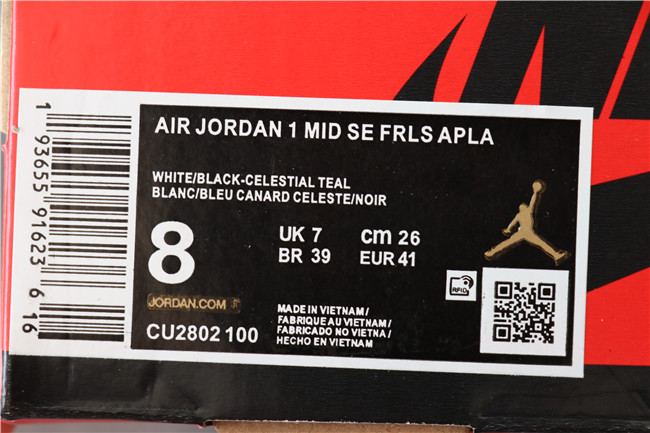 AIR JORDAN 1 MID SE FRLS APLA
WHITE/BLACK-CELESTIAL TEAL
BLANC/BLEU CANARD CELESTE/NOIR
8
UK 7 cm 26
BR 39 EUR 41
JORDAN.COM
RFID
CU2802 100
MADE IN VIETNAM/
FABRIQUE AU VIETNAM/
FABRICADO NO VIETNA/
HECHO EN VIETNAM
1 93655 91623 6 16